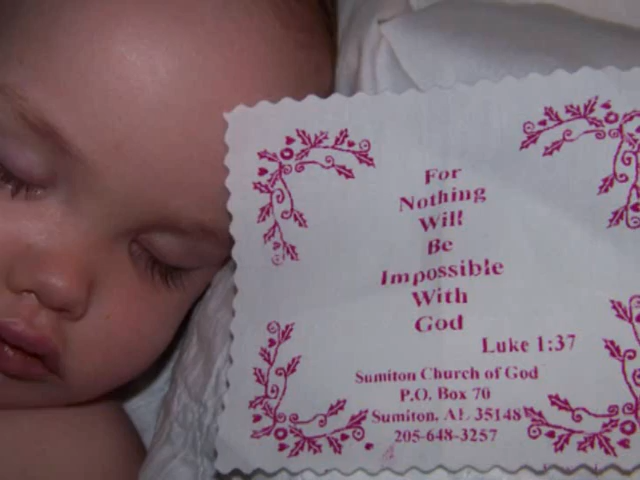 For
Nothing
Will
Be
Impossible
With
God
Luke 1:37
Sumiton Church of God
P.O. Box 70
Sumiton, AL 35148
205-648-3257